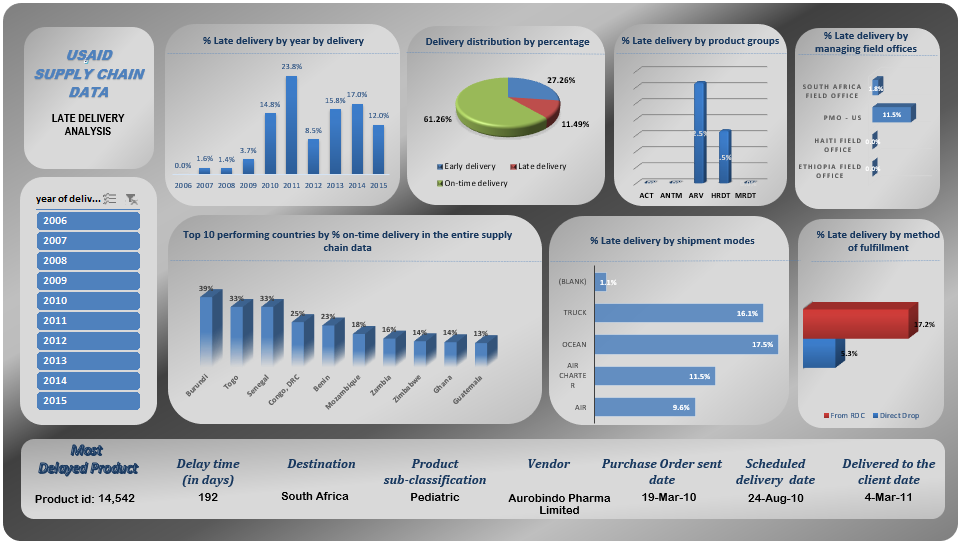 USAID
SUPPLY CHAIN
DATA
LATE DELIVERY
ANALYSIS
year of deliv...
2006
2007
2008
2009
2010
2011
2012
2013
2014
2015
% Late delivery by year by delivery
0.0% 1.6% 1.4% 3.7% 14.8% 23.8% 8.5% 15.8% 17.0% 12.0%
2006 2007 2008 2009 2010 2011 2012 2013 2014 2015
Delivery distribution by percentage
27.26%
11.49%
61.26%
Early delivery Late delivery
On-time delivery
% Late delivery by product groups
ACT ANTM ARV HRDT MRDT
% Late delivery by
managing field offices
SOUTH AFRICA
FIELD OFFICE
1.8%
PMO - US
11.5%
HAITI FIELD
OFFICE
0.0%
ETHIOPIA FIELD
OFFICE
0.0%
Top 10 performing countries by % on-time delivery in the entire supply
chain data
39% 33% 33% 25% 23% 18% 16% 14% 14% 13%
Burundi Togo Senegal Congo, DRC Benin Mozambique Zambia Zimbabwe Ghana Guatemala
% Late delivery by shipment modes
(BLANK) 1.1%
TRUCK 16.1%
OCEAN 17.5%
AIR
CHARTE
R
11.5%
AIR 9.6%
% Late delivery by method
of fulfillment
From RDC Direct Drop
Most
Delayed Product
Product id: 14,542
Delay time
(in days)
192
Destination
South Africa
Product
sub-classification
Pediatric
Vendor
Aurobindo Pharma
Limited
Purchase Order sent
date
19-Mar-10
Scheduled
delivery date
24-Aug-10
Delivered to the
client date
4-Mar-11